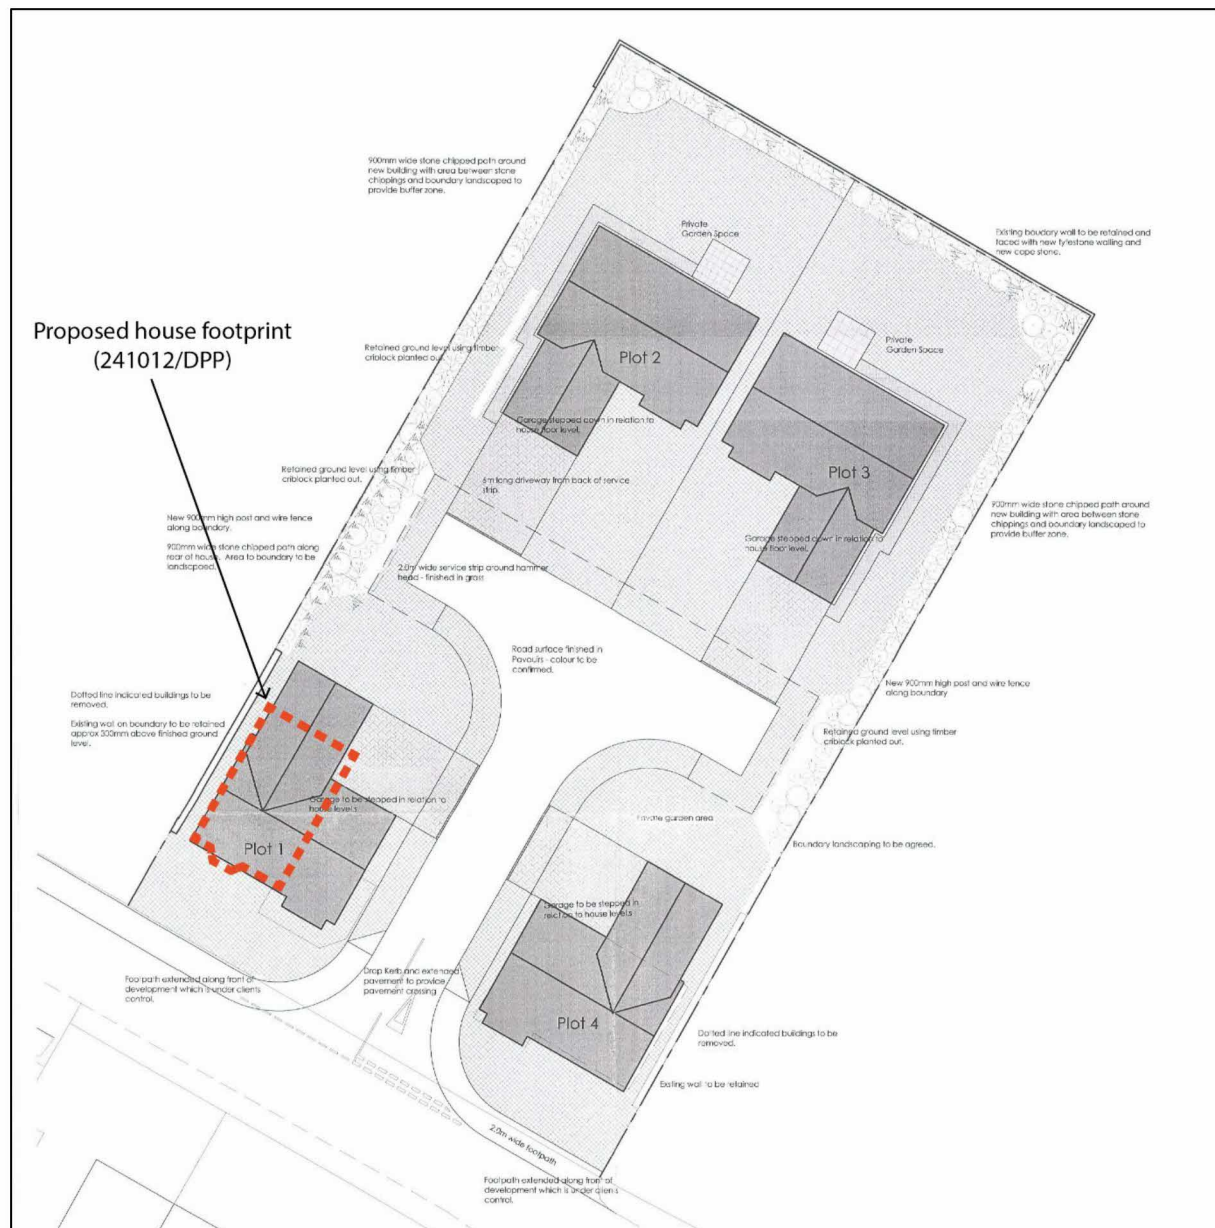 900mm wide stone chipped path around
new building with area between stone
chippings and boundary landscaped to
provide buffer zone.
Private
Garden Space
Existing boudary wall to be retained and
faced with new fyfestone walling and
new cope stone.
Proposed house footprint
(241012/DPP)
Retained ground level using timber
criblock planted out.
Plot 2
Private
Garden Space
Garage stepped down in relation to
house floor level.
Plot 3
Retained ground level using timber
criblock planted out.
6m long driveway from back of service
strip.
New 900mm high post and wire fence
along boundary.
900mm wide stone chipped path along
rear of house. Area to boundary to be
landscpaed.
900mm wide stone chipped path around
new building with area between stone
chippings and boundary landscaped to
provide buffer zone.
Garage stepped down in relation to
house floor level.
2.0m wide service strip around hammer
head - finished in grass
Road surface finished in
Pavours - colour to be
confirmed.
Dotted line indicated buildings to be
removed.
Existing wall on boundary to be retained
approx 300mm above finished ground
level.
New 900mm high post and wire fence
along boundary
Retained ground level using timber
criblock planted out.
Garage to be stepped in relation to
house levels
Plot 1
Private garden area
Boundary landscaping to be agreed.
Garage to be stepped in
relction to house levels
Footpath extended along front of
development which is under clients
control.
Drop Kerb and extended
pavement to provide
pavement crossing
Plot 4
Dotted line indicated buildings to be
removed.
Exiting wall to be retained
2.0m wide footpath
Footpath extended along front of
development which is under clients
control.